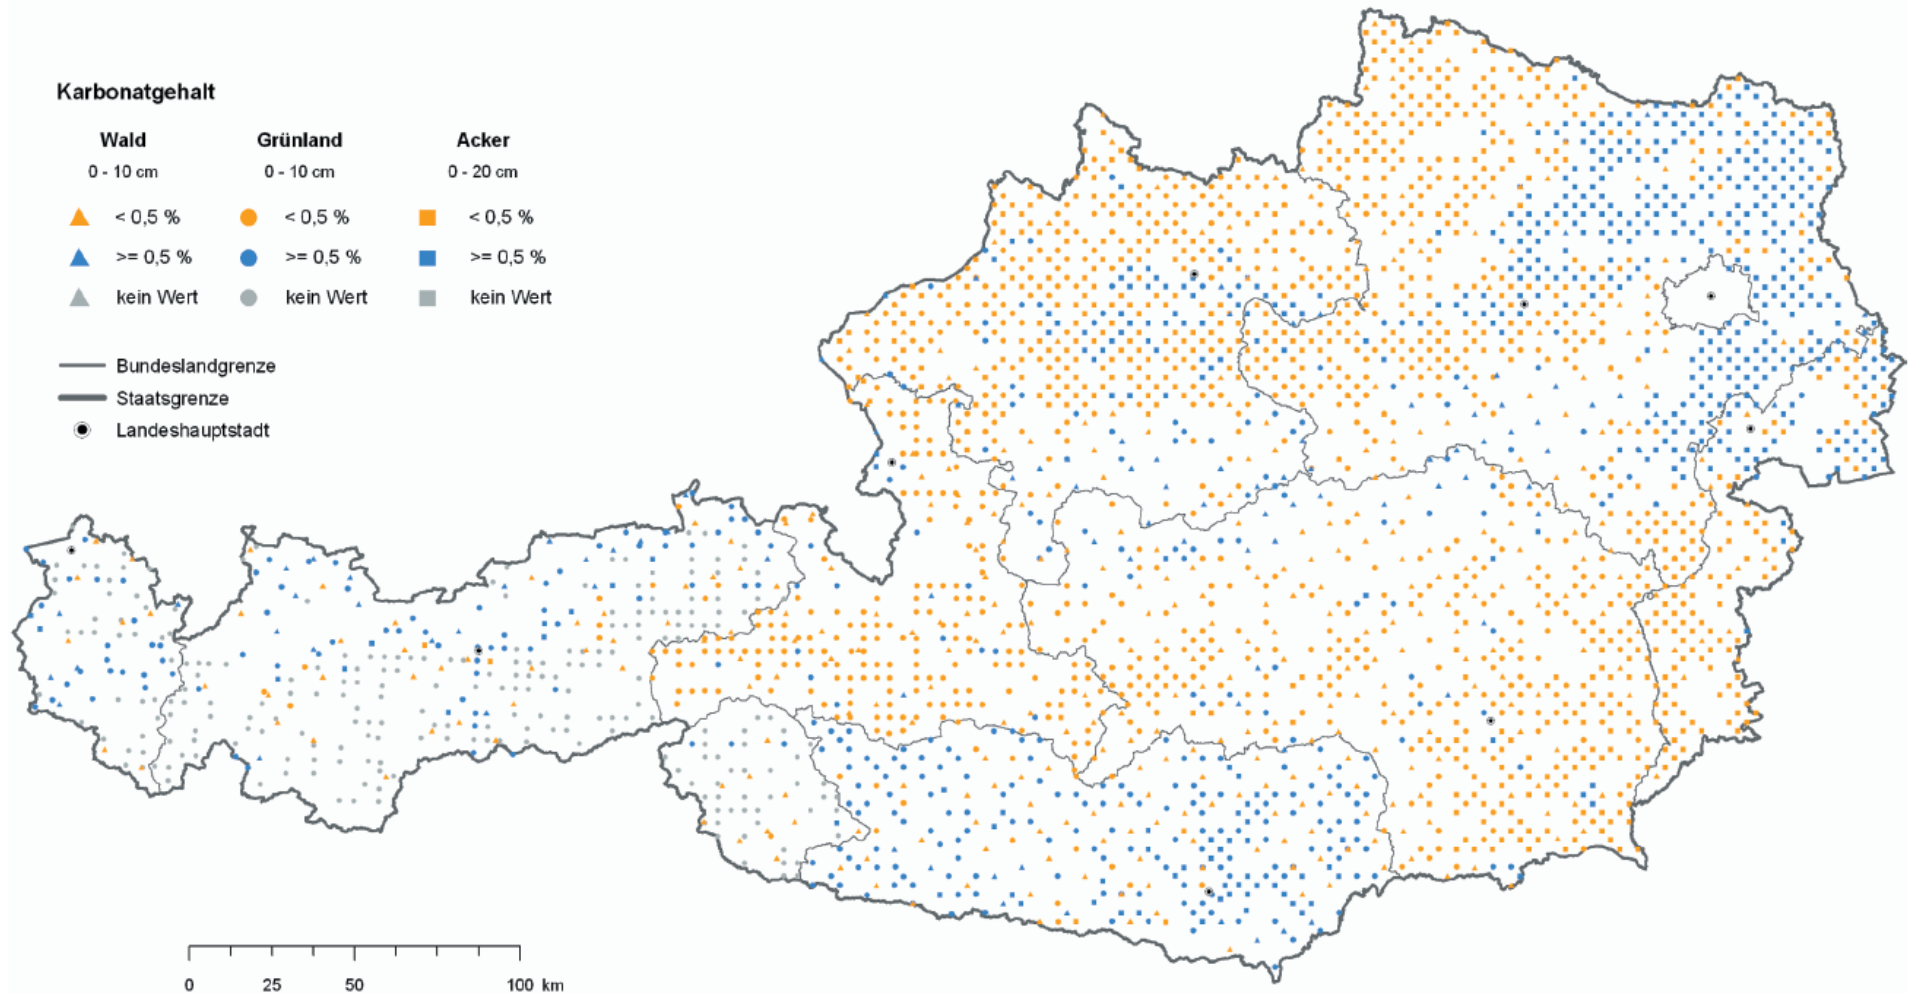 Karbonatgehalt
Wald Grünland Acker
0 - 10 cm 0 - 10 cm 0 - 20 cm
< 0,5 % < 0,5 % < 0,5 %
>= 0,5 % >= 0,5 % >= 0,5 %
kein Wert kein Wert kein Wert
Bundeslandgrenze
Staatsgrenze
Landeshauptstadt
0 25 50 100 km